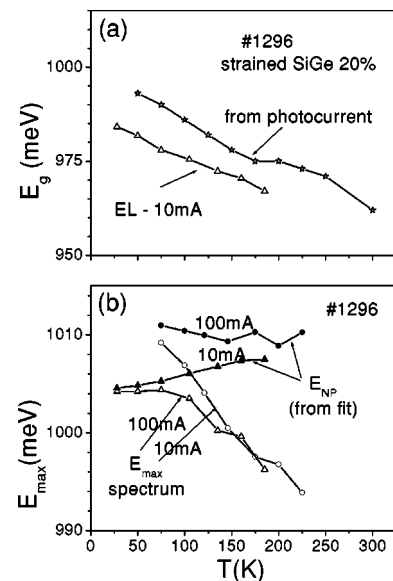 (a)
#1296
strained SiGe 20%
from photocurrent
EL - 10mA
1000
975
950
E_g (meV)
(b)
#1296
100mA
10mA
E_NP
(from fit)
100mA
10mA
E_max
spectrum
1010
1000
990
E_max(meV)
0 50 100 150 200 250 300
T(K)